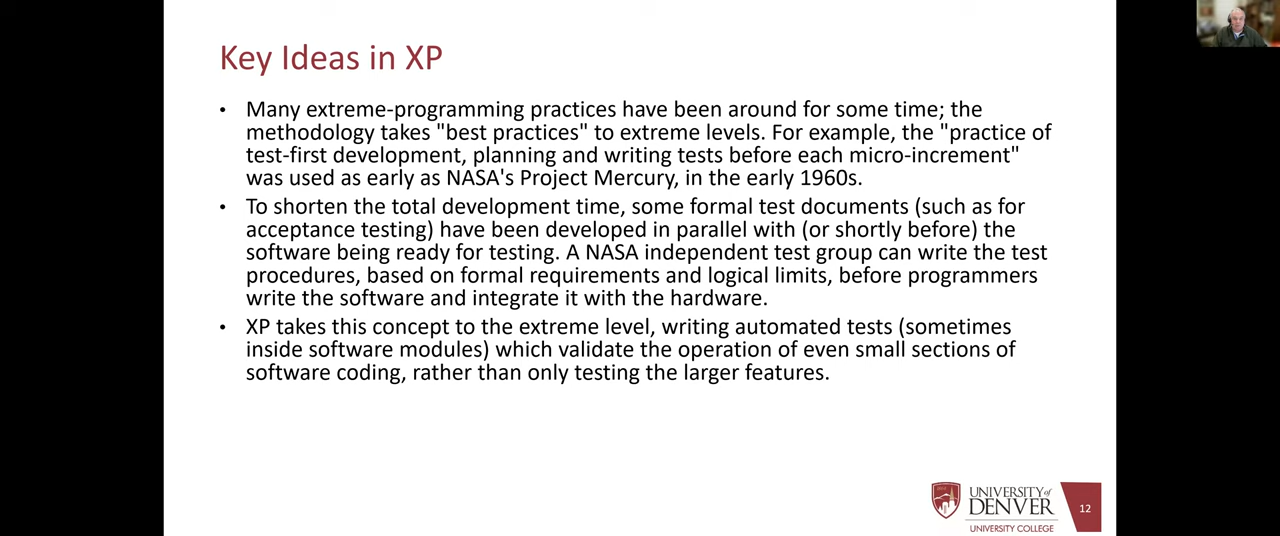 Key Ideas in XP
• Many extreme-programming practices have been around for some time; the
methodology takes "best practices" to extreme levels. For example, the "practice of
test-first development, planning and writing tests before each micro-increment"
was used as early as NASA's Project Mercury, in the early 1960s.
• To shorten the total development time, some formal test documents (such as for
acceptance testing) have been developed in parallel with (or shortly before) the
software being ready for testing. A NASA independent test group can write the test
procedures, based on formal requirements and logical limits, before programmers
write the software and integrate it with the hardware.
• XP takes this concept to the extreme level, writing automated tests (sometimes
inside software modules) which validate the operation of even small sections of
software coding, rather than only testing the larger features.
UNIVERSITY of
DENVER
UNIVERSITY COLLEGE
12